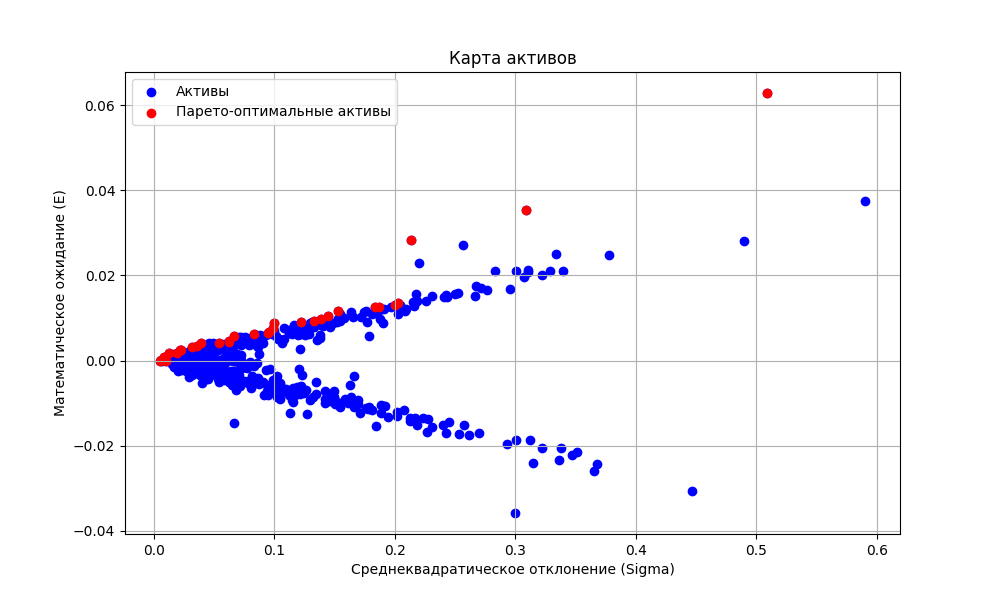 Карта активов
Активы
Парето-оптимальные активы
0.06
0.04
0.02
0.00
−0.02
−0.04
Математическое ожидание (E)
0.0 0.1 0.2 0.3 0.4 0.5 0.6
Среднеквадратическое отклонение (Sigma)